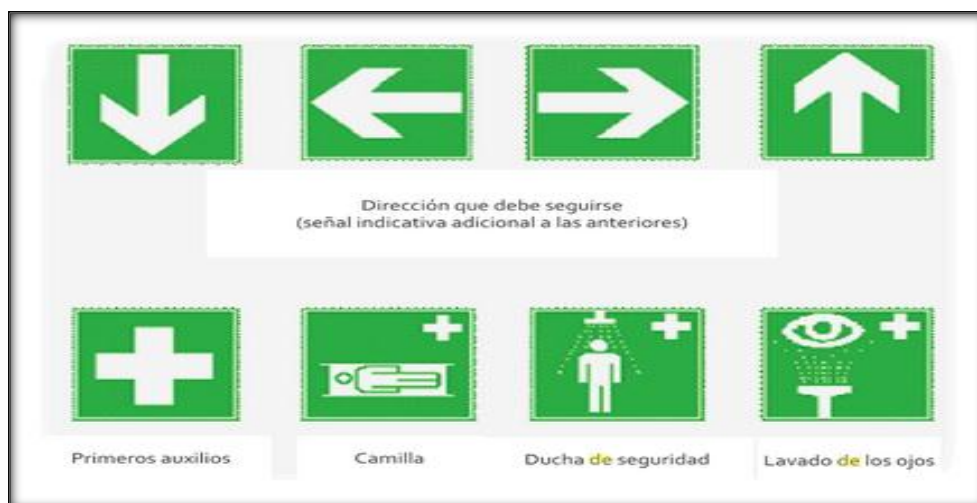 Dirección que debe seguirse
(señal indicativa adicional a las anteriores)
Primeros auxilios
Camilla
Ducha de seguridad
Lavado de los ojos